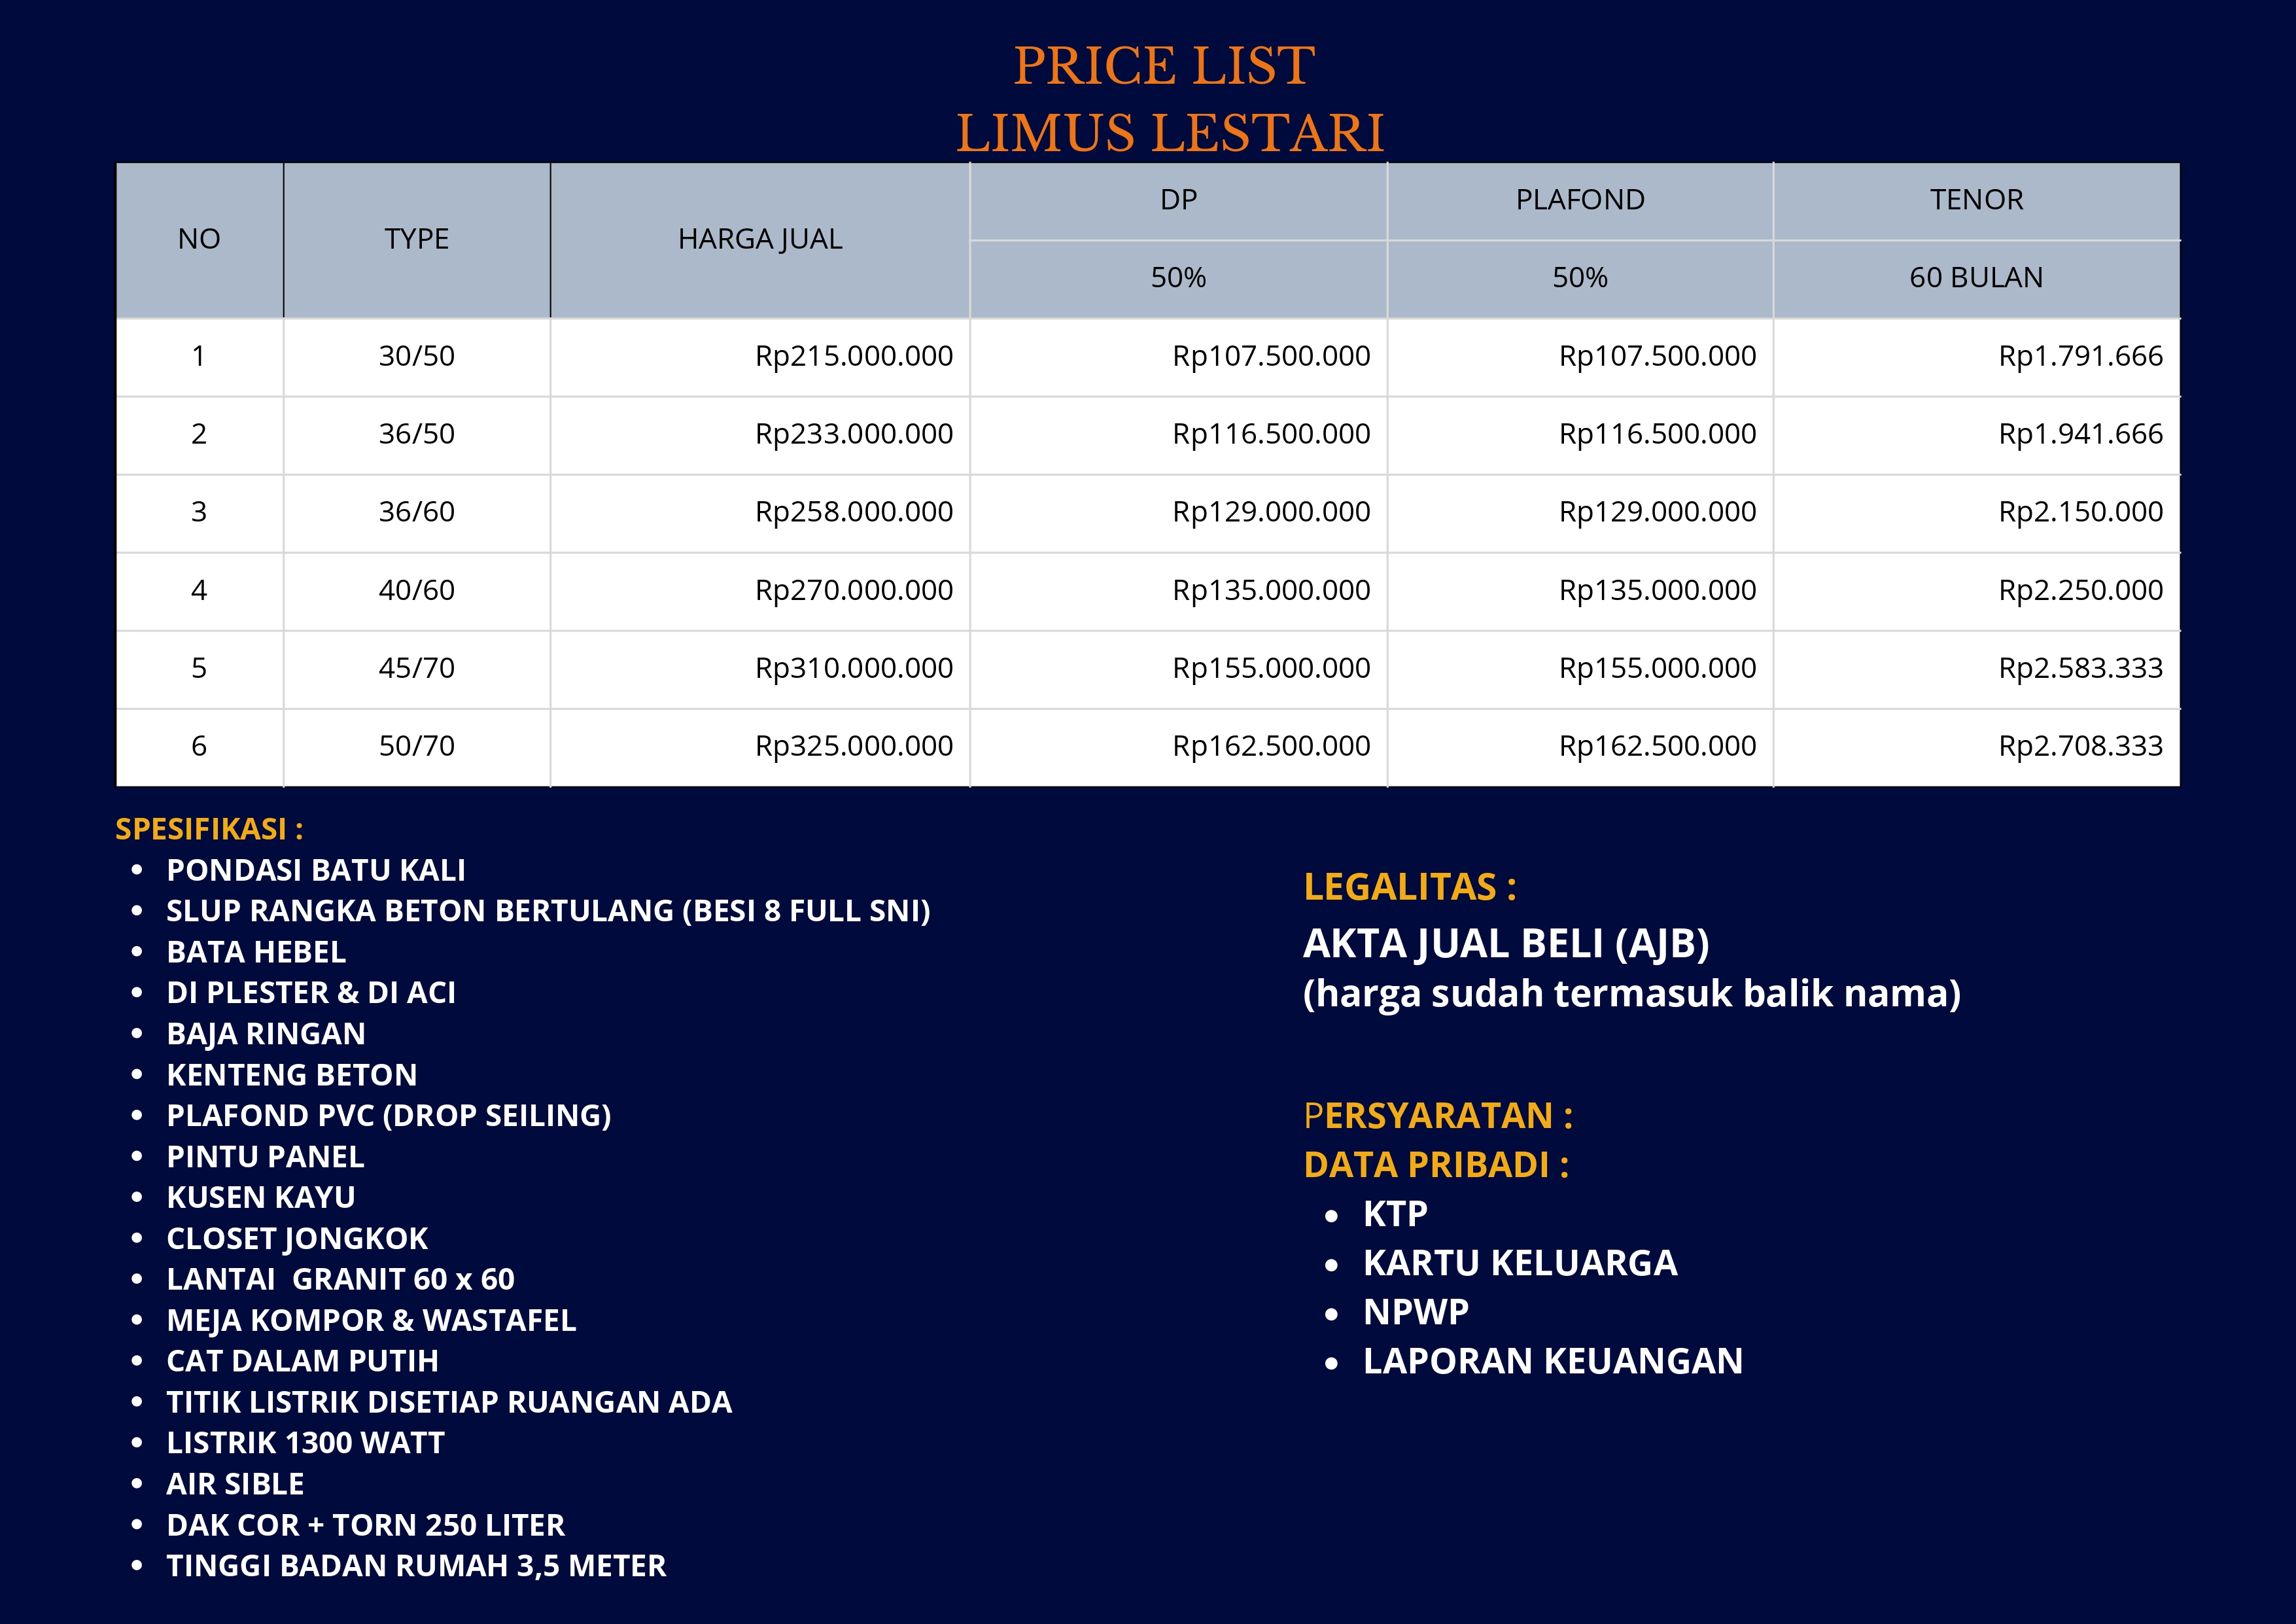 PRICE LIST
LIMUS LESTARI
NO TYPE HARGA JUAL DP PLAFOND TENOR
50% 50% 60 BULAN
1 30/50 Rp215.000.000 Rp107.500.000 Rp107.500.000 Rp1.791.666
2 36/50 Rp233.000.000 Rp116.500.000 Rp116.500.000 Rp1.941.666
3 36/60 Rp258.000.000 Rp129.000.000 Rp129.000.000 Rp2.150.000
4 40/60 Rp270.000.000 Rp135.000.000 Rp135.000.000 Rp2.250.000
5 45/70 Rp310.000.000 Rp155.000.000 Rp155.000.000 Rp2.583.333
6 50/70 Rp325.000.000 Rp162.500.000 Rp162.500.000 Rp2.708.333
SPESIFIKASI :
• PONDASI BATU KALI
• SLUP RANGKA BETON BERTULANG (BESI 8 FULL SNI)
• BATA HEBEL
• DI PLESTER & DI ACI
• BAJA RINGAN
• KENTENG BETON
• PLAFOND PVC (DROP SEILING)
• PINTU PANEL
• KUSEN KAYU
• CLOSET JONGKOK
• LANTAI  GRANIT 60 x 60
• MEJA KOMPOR & WASTAFEL
• CAT DALAM PUTIH
• TITIK LISTRIK DISETIAP RUANGAN ADA
• LISTRIK 1300 WATT
• AIR SIBLE
• DAK COR + TORN 250 LITER
• TINGGI BADAN RUMAH 3,5 METER
LEGALITAS :
AKTA JUAL BELI (AJB)
(harga sudah termasuk balik nama)
PERSYARATAN :
DATA PRIBADI :
• KTP
• KARTU KELUARGA
• NPWP
• LAPORAN KEUANGAN